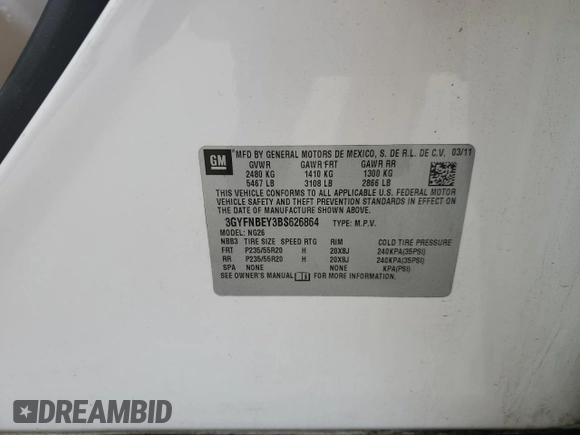 GM MFD BY GENERAL MOTORS DE MEXICO, S. DE R.L. DE C.V. 03/11
GVWR GAWR FRT GAWR RR
2480 KG 1410 KG 1300 KG
5467 LB 3108 LB 2866 LB
THIS VEHICLE CONFORMS TO ALL APPLICABLE U.S. FEDERAL MOTOR
VEHICLE SAFETY AND THEFT PREVENTION STANDARDS IN EFFECT ON
THE DATE OF MANUFACTURE SHOWN ABOVE.
3GYFNBEY3BS626864 TYPE: M.P.V.
MODEL: NG26
NBB3 TIRE SIZE SPEED RTG RIM COLD TIRE PRESSURE
FRT P235/55R20 H 20X8J 240KPA(35PSI)
RR P235/55R20 H 20X8J 240KPA(35PSI)
SPA NONE NONE KPA(PSI)
SEE OWNER'S MANUAL FOR ADDITIONAL INFORMATION.
DREAMBID